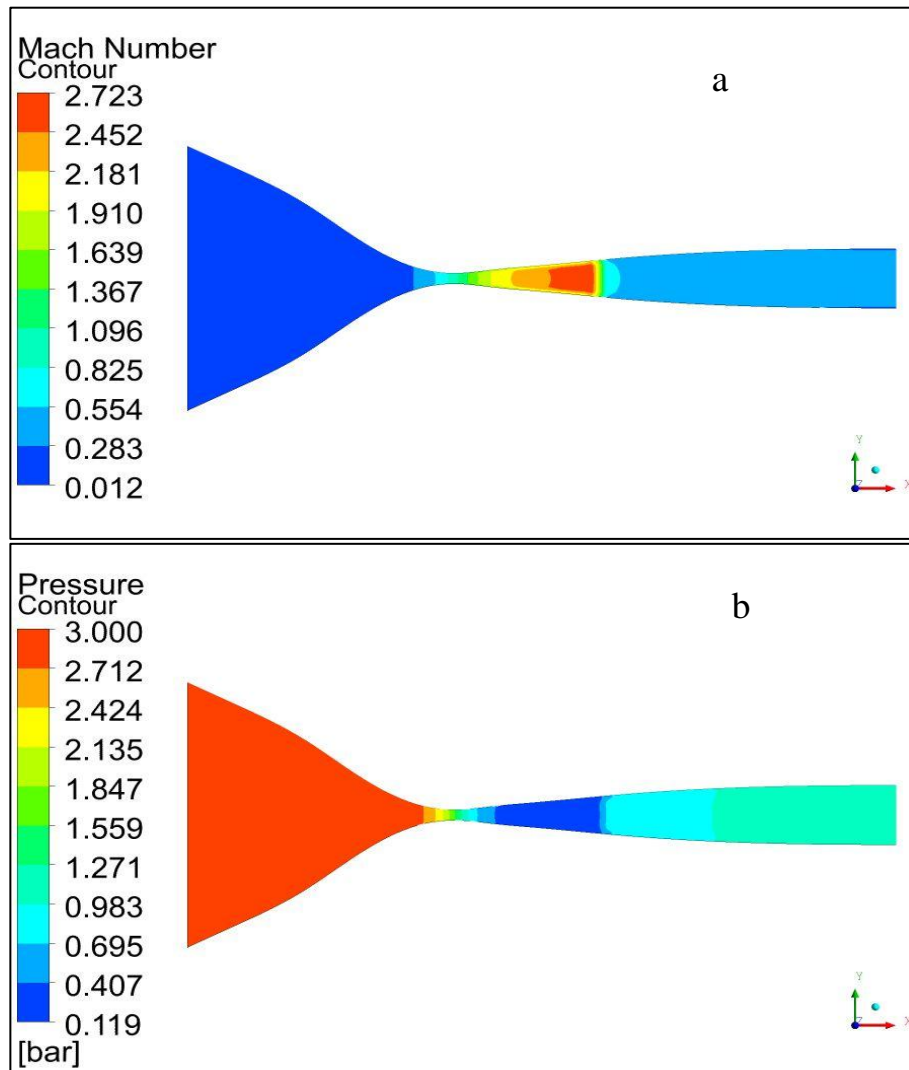 Mach Number
Contour
a
2.723
2.452
2.181
1.910
1.639
1.367
1.096
0.825
0.554
0.283
0.012
Y
Z
X
Pressure
Contour
b
3.000
2.712
2.424
2.135
1.847
1.559
1.271
0.983
0.695
0.407
0.119
[bar]
Y
Z
X